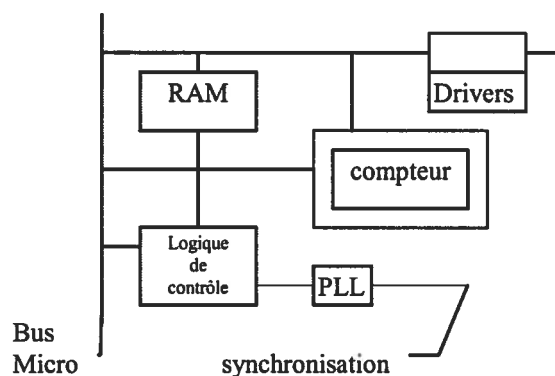 RAM
Drivers
compteur
Logique
de
contrôle
PLL
Bus
Micro
synchronisation